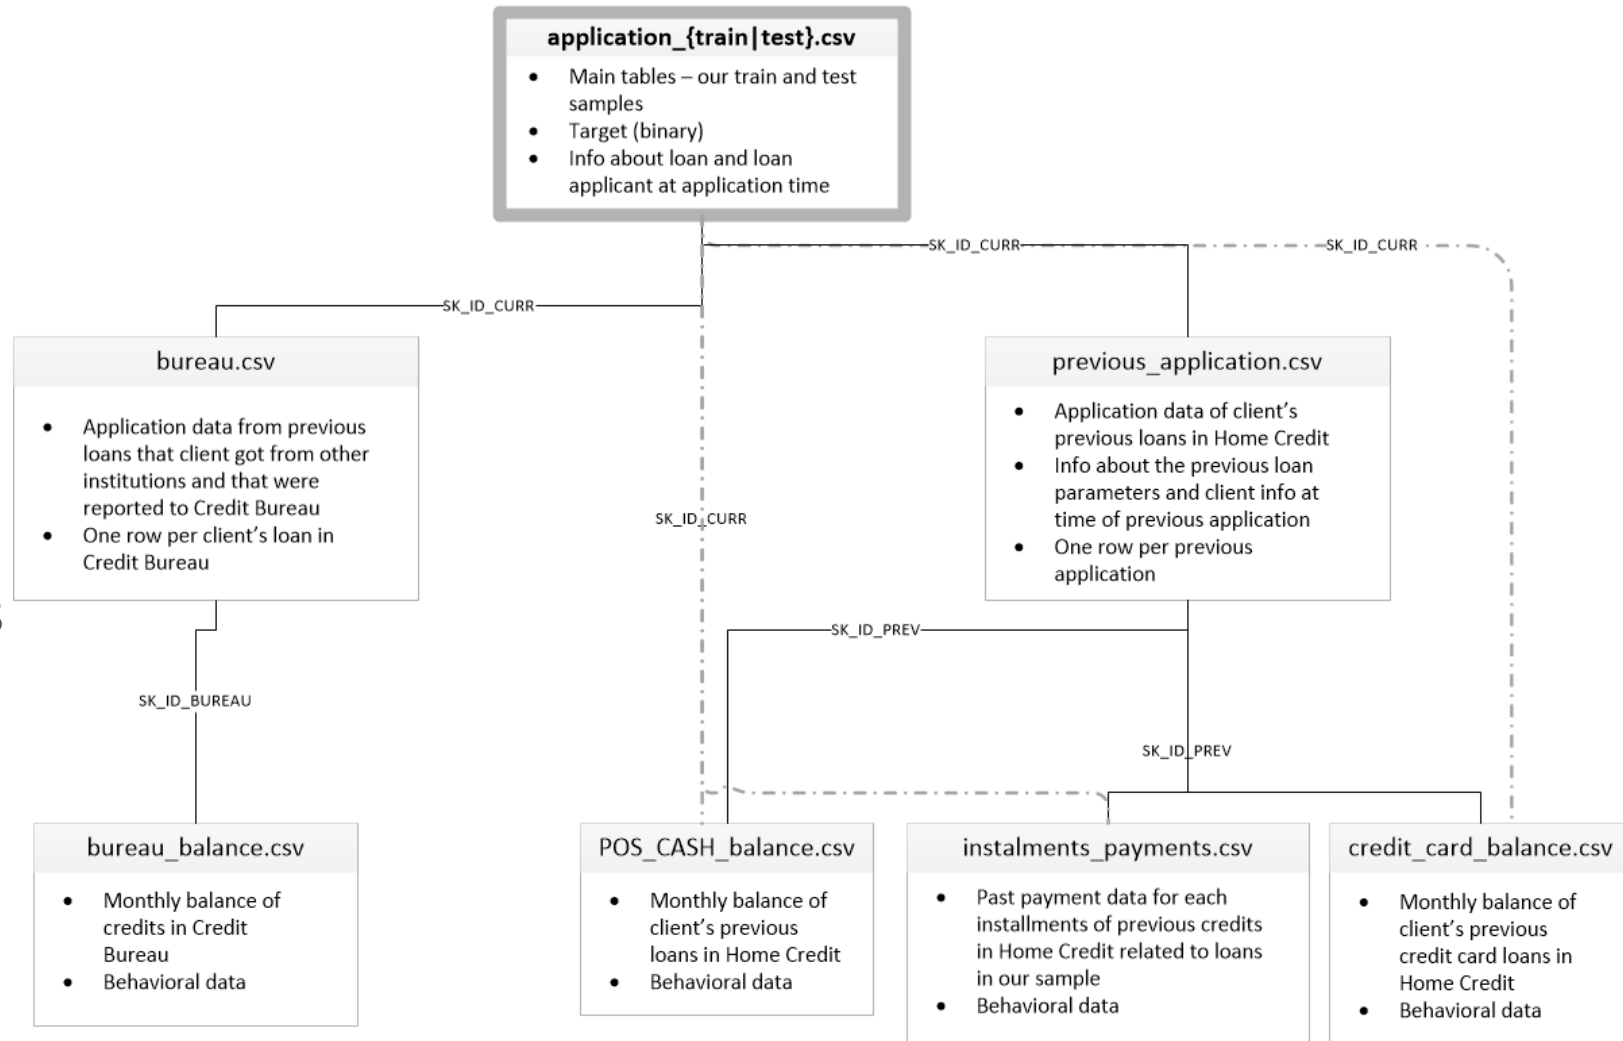 application_{train|test}.csv
• Main tables – our train and test
samples
• Target (binary)
• Info about loan and loan
applicant at application time
SK_ID_CURR
SK_ID_CURR
SK_ID_CURR
bureau.csv
• Application data from previous
loans that client got from other
institutions and that were
reported to Credit Bureau
• One row per client's loan in
Credit Bureau
previous_application.csv
• Application data of client's
previous loans in Home Credit
• Info about the previous loan
parameters and client info at
time of previous application
• One row per previous
application
SK_ID_CURR
SK_ID_PREV
SK_ID_BUREAU
SK_ID_PREV
bureau_balance.csv
• Monthly balance of
credits in Credit
Bureau
• Behavioral data
POS_CASH_balance.csv
• Monthly balance of
client's previous
loans in Home Credit
• Behavioral data
instalments_payments.csv
• Past payment data for each
installments of previous credits
in Home Credit related to loans
in our sample
• Behavioral data
credit_card_balance.csv
• Monthly balance of
client's previous
credit card loans in
Home Credit
• Behavioral data